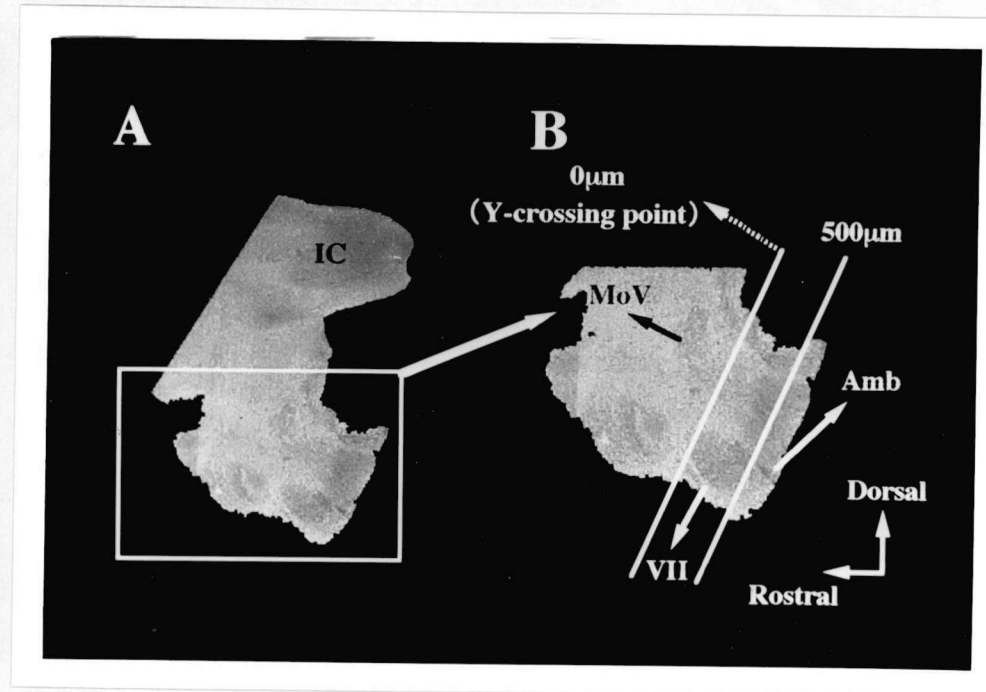 A
B
0μm
(Y-crossing point)
500μm
IC
MoV
Amb
Dorsal
VII
Rostral